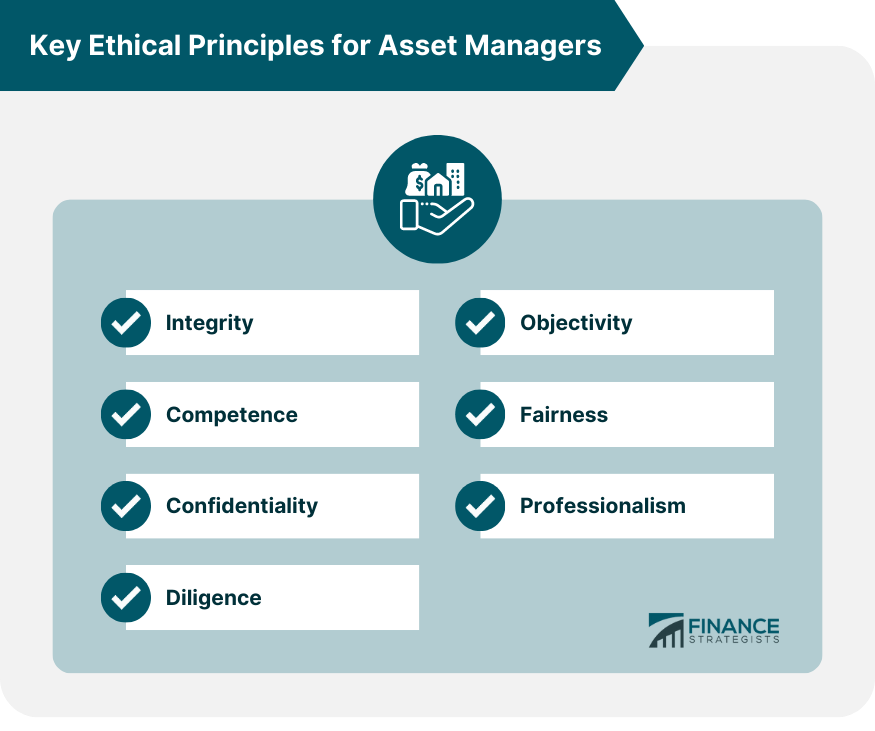 Key Ethical Principles for Asset Managers
$
Integrity
Objectivity
Competence
Fairness
Confidentiality
Professionalism
Diligence
FINANCE
STRATEGISTS